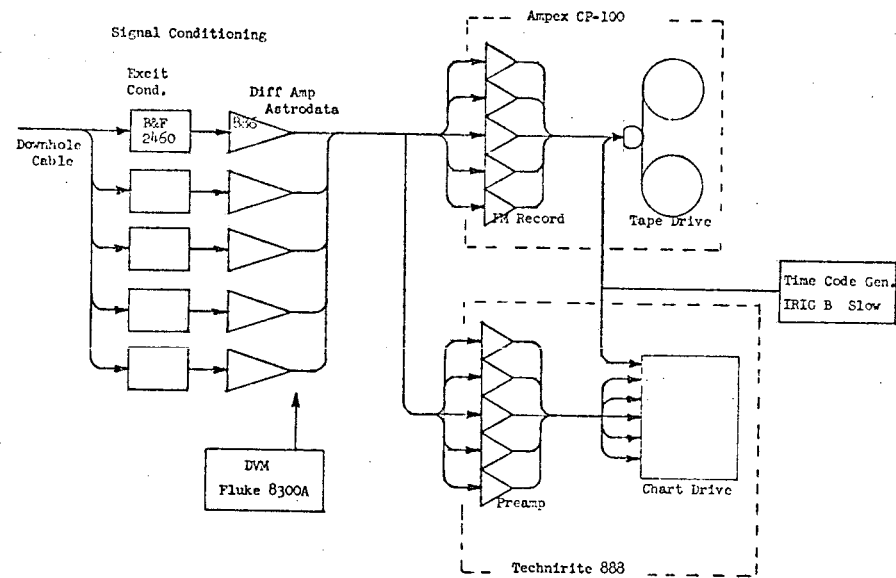 Ampex CP-100
Signal Conditioning
Excit
Cond.
Diff Amp
Astrodata
B&F
2460
Downhole
Cable
FM Record
Tape Drive
Time Code Gen.
IRIG B Slow
DVM
Fluke 8300A
Preamp
Chart Drive
Technirite 888